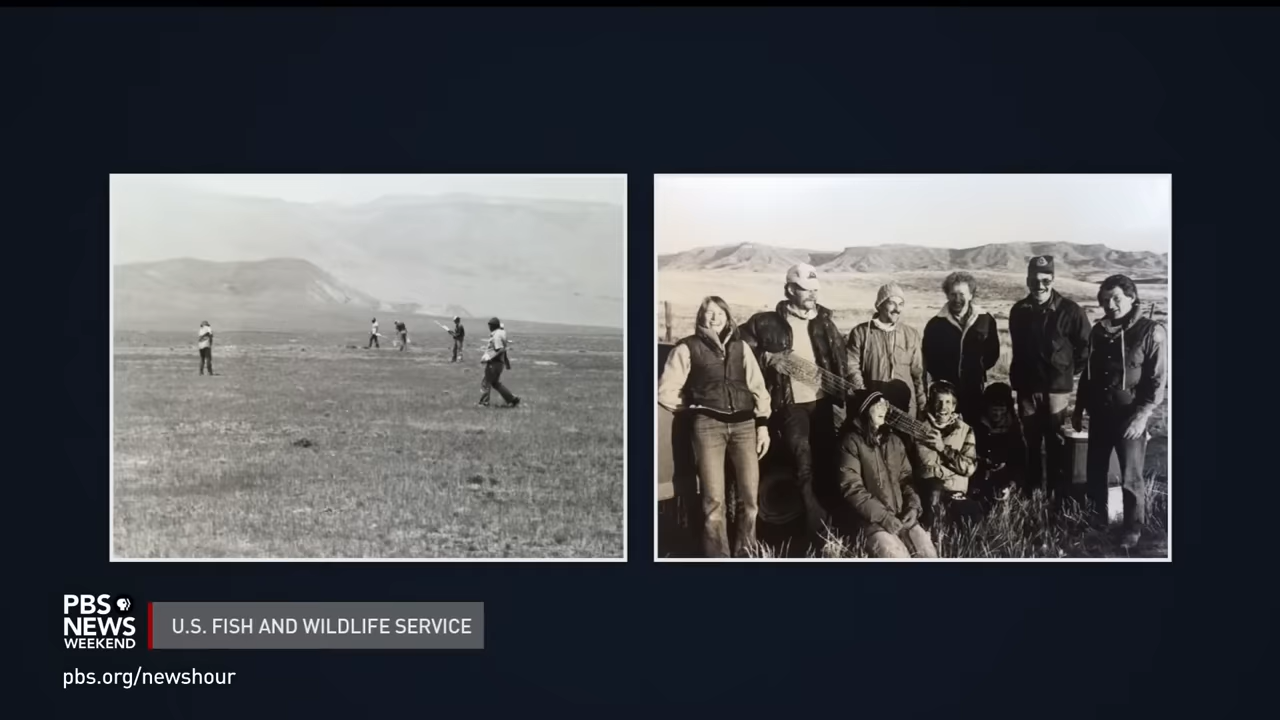 PBS
NEWS
WEEKEND
U.S. FISH AND WILDLIFE SERVICE
pbs.org/newshour